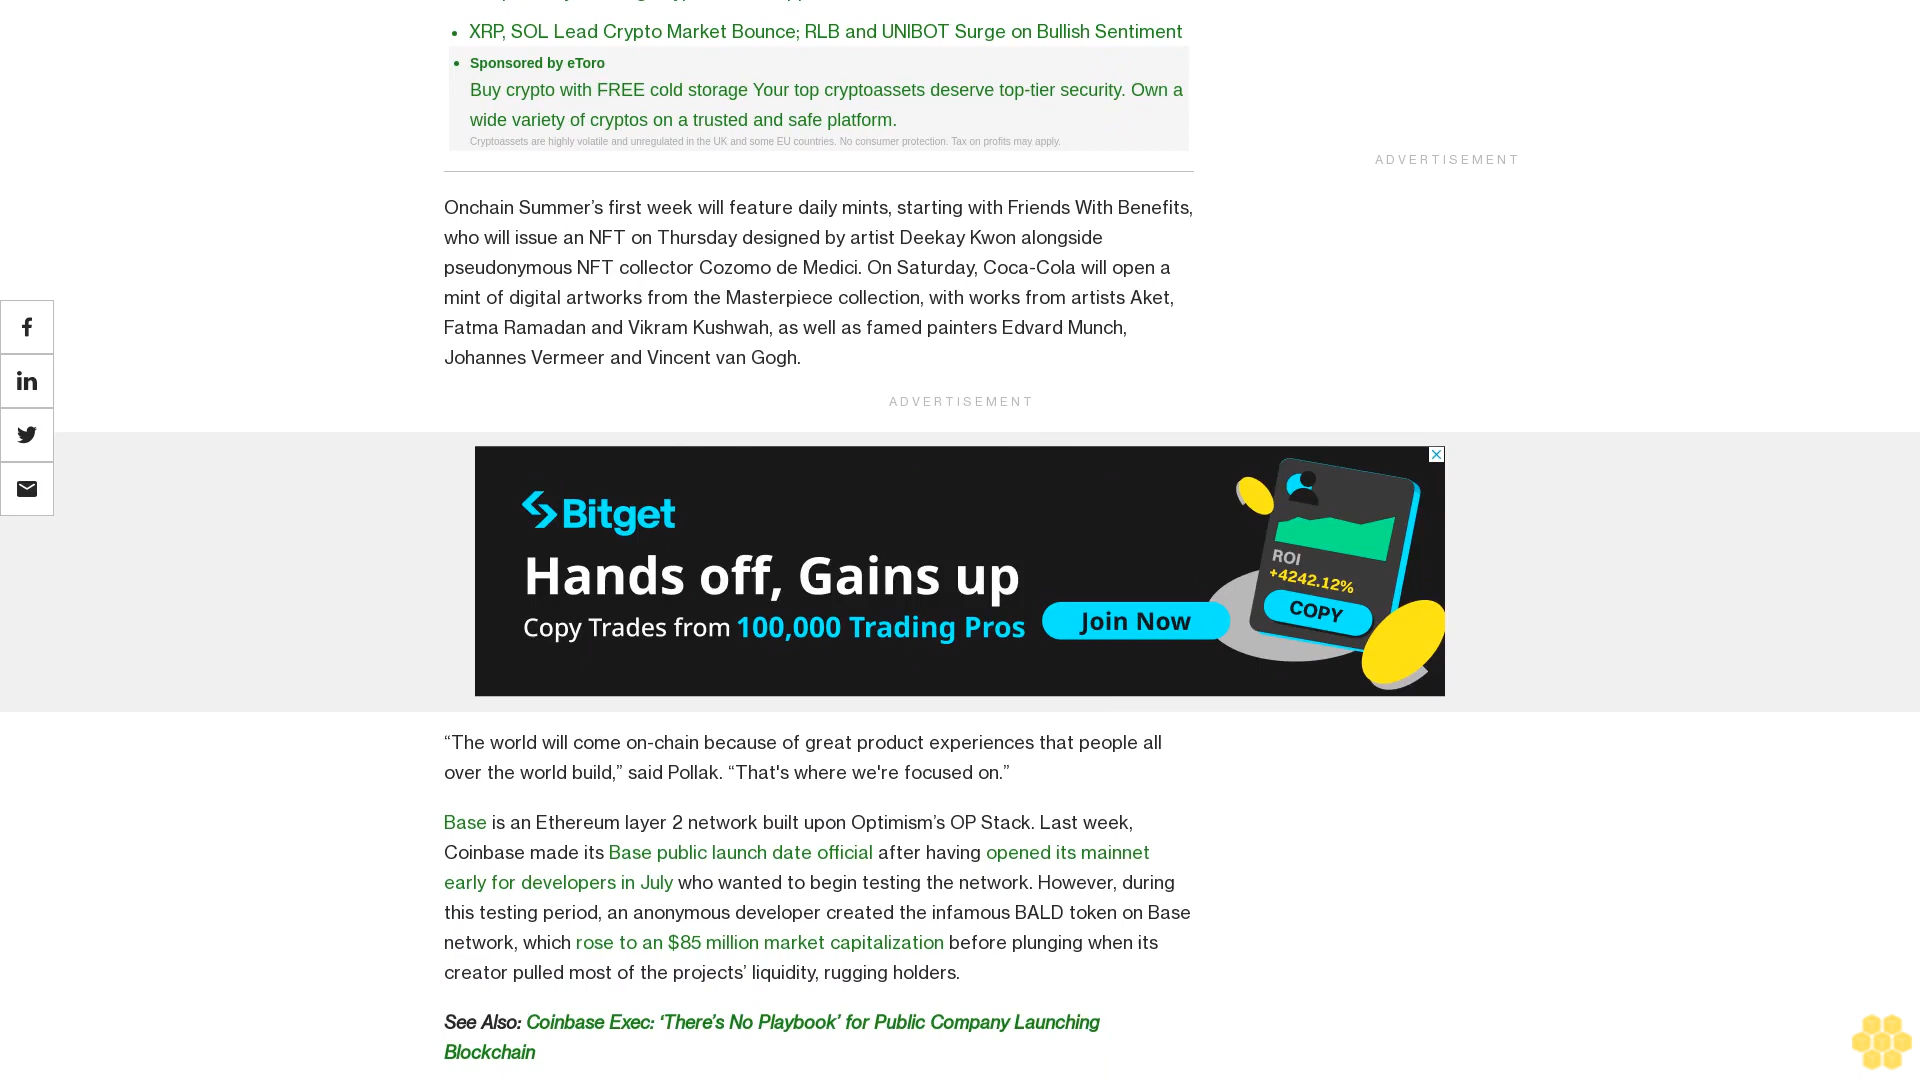 XRP, SOL Lead Crypto Market Bounce; RLB and UNIBOT Surge on Bullish Sentiment
Sponsored by eToro
Buy crypto with FREE cold storage Your top cryptoassets deserve top-tier security. Own a
wide variety of cryptos on a trusted and safe platform.
Cryptoassets are highly volatile and unregulated in the UK and some EU countries. No consumer protection. Tax on profits may apply.
ADVERTISEMENT
Onchain Summer’s first week will feature daily mints, starting with Friends With Benefits,
who will issue an NFT on Thursday designed by artist Deekay Kwon alongside
pseudonymous NFT collector Cozomo de Medici. On Saturday, Coca-Cola will open a
mint of digital artworks from the Masterpiece collection, with works from artists Aket,
Fatma Ramadan and Vikram Kushwah, as well as famed painters Edvard Munch,
Johannes Vermeer and Vincent van Gogh.
ADVERTISEMENT
Bitget
Hands off, Gains up
Copy Trades from 100,000 Trading Pros
Join Now
ROI
+4242.12%
COPY
“The world will come on-chain because of great product experiences that people all
over the world build,” said Pollak. “That's where we're focused on.”
Base is an Ethereum layer 2 network built upon Optimism’s OP Stack. Last week,
Coinbase made its Base public launch date official after having opened its mainnet
early for developers in July who wanted to begin testing the network. However, during
this testing period, an anonymous developer created the infamous BALD token on Base
network, which rose to an $85 million market capitalization before plunging when its
creator pulled most of the projects’ liquidity, rugging holders.
See Also: Coinbase Exec: ‘There’s No Playbook’ for Public Company Launching
Blockchain